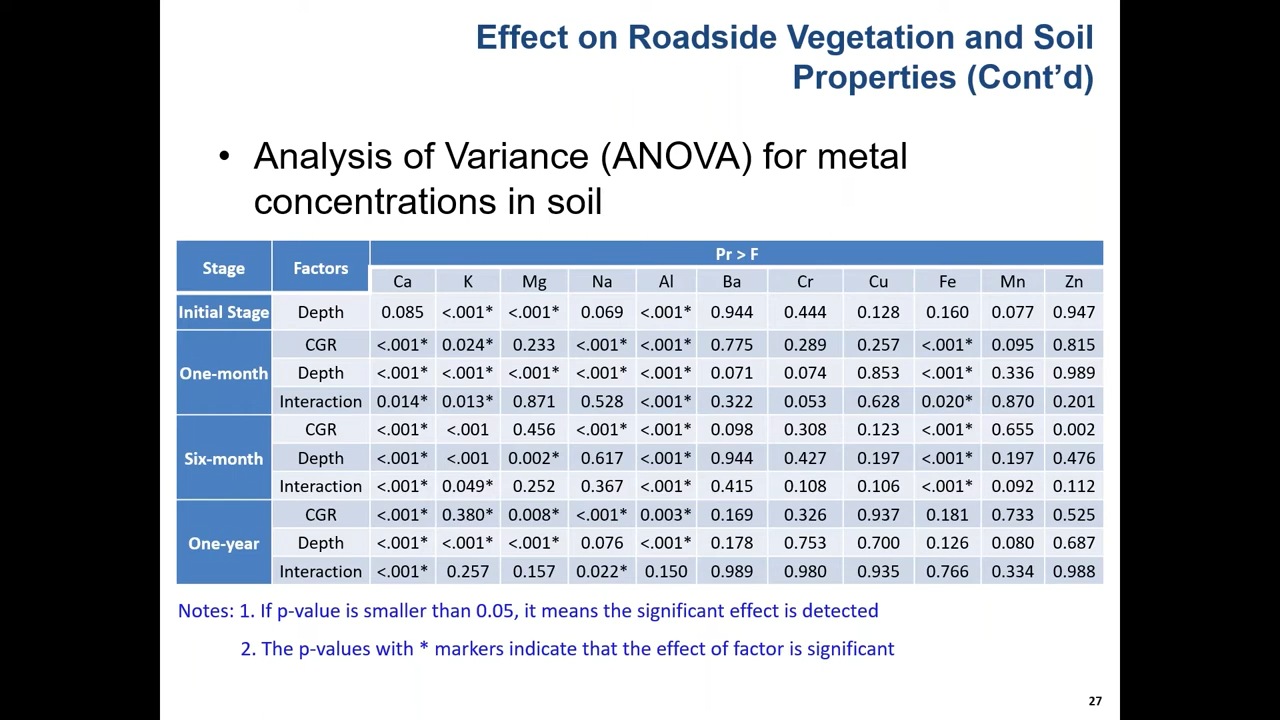 Effect on Roadside Vegetation and Soil
Properties (Cont’d)
• Analysis of Variance (ANOVA) for metal
concentrations in soil
Stage Factors Pr > F
Ca K Mg Na Al Ba Cr Cu Fe Mn Zn
Initial Stage Depth 0.085 <.001* <.001* 0.069 <.001* 0.944 0.444 0.128 0.160 0.077 0.947
One-month CGR <.001* 0.024* 0.233 <.001* <.001* 0.775 0.289 0.257 <.001* 0.095 0.815
Depth <.001* <.001* <.001* <.001* <.001* 0.071 0.074 0.853 <.001* 0.336 0.989
Interaction 0.014* 0.013* 0.871 0.528 <.001* 0.322 0.053 0.628 0.020* 0.870 0.201
Six-month CGR <.001* <.001 0.456 <.001* <.001* 0.098 0.308 0.123 <.001* 0.655 0.002
Depth <.001* <.001 0.002* 0.617 <.001* 0.944 0.427 0.197 <.001* 0.197 0.476
Interaction <.001* 0.049* 0.252 0.367 <.001* 0.415 0.108 0.106 <.001* 0.092 0.112
One-year CGR <.001* 0.380* 0.008* <.001* 0.003* 0.169 0.326 0.937 0.181 0.733 0.525
Depth <.001* <.001* <.001* 0.076 <.001* 0.178 0.753 0.700 0.126 0.080 0.687
Interaction <.001* 0.257 0.157 0.022* 0.150 0.989 0.980 0.935 0.766 0.334 0.988
Notes: 1. If p-value is smaller than 0.05, it means the significant effect is detected
2. The p-values with * markers indicate that the effect of factor is significant
27